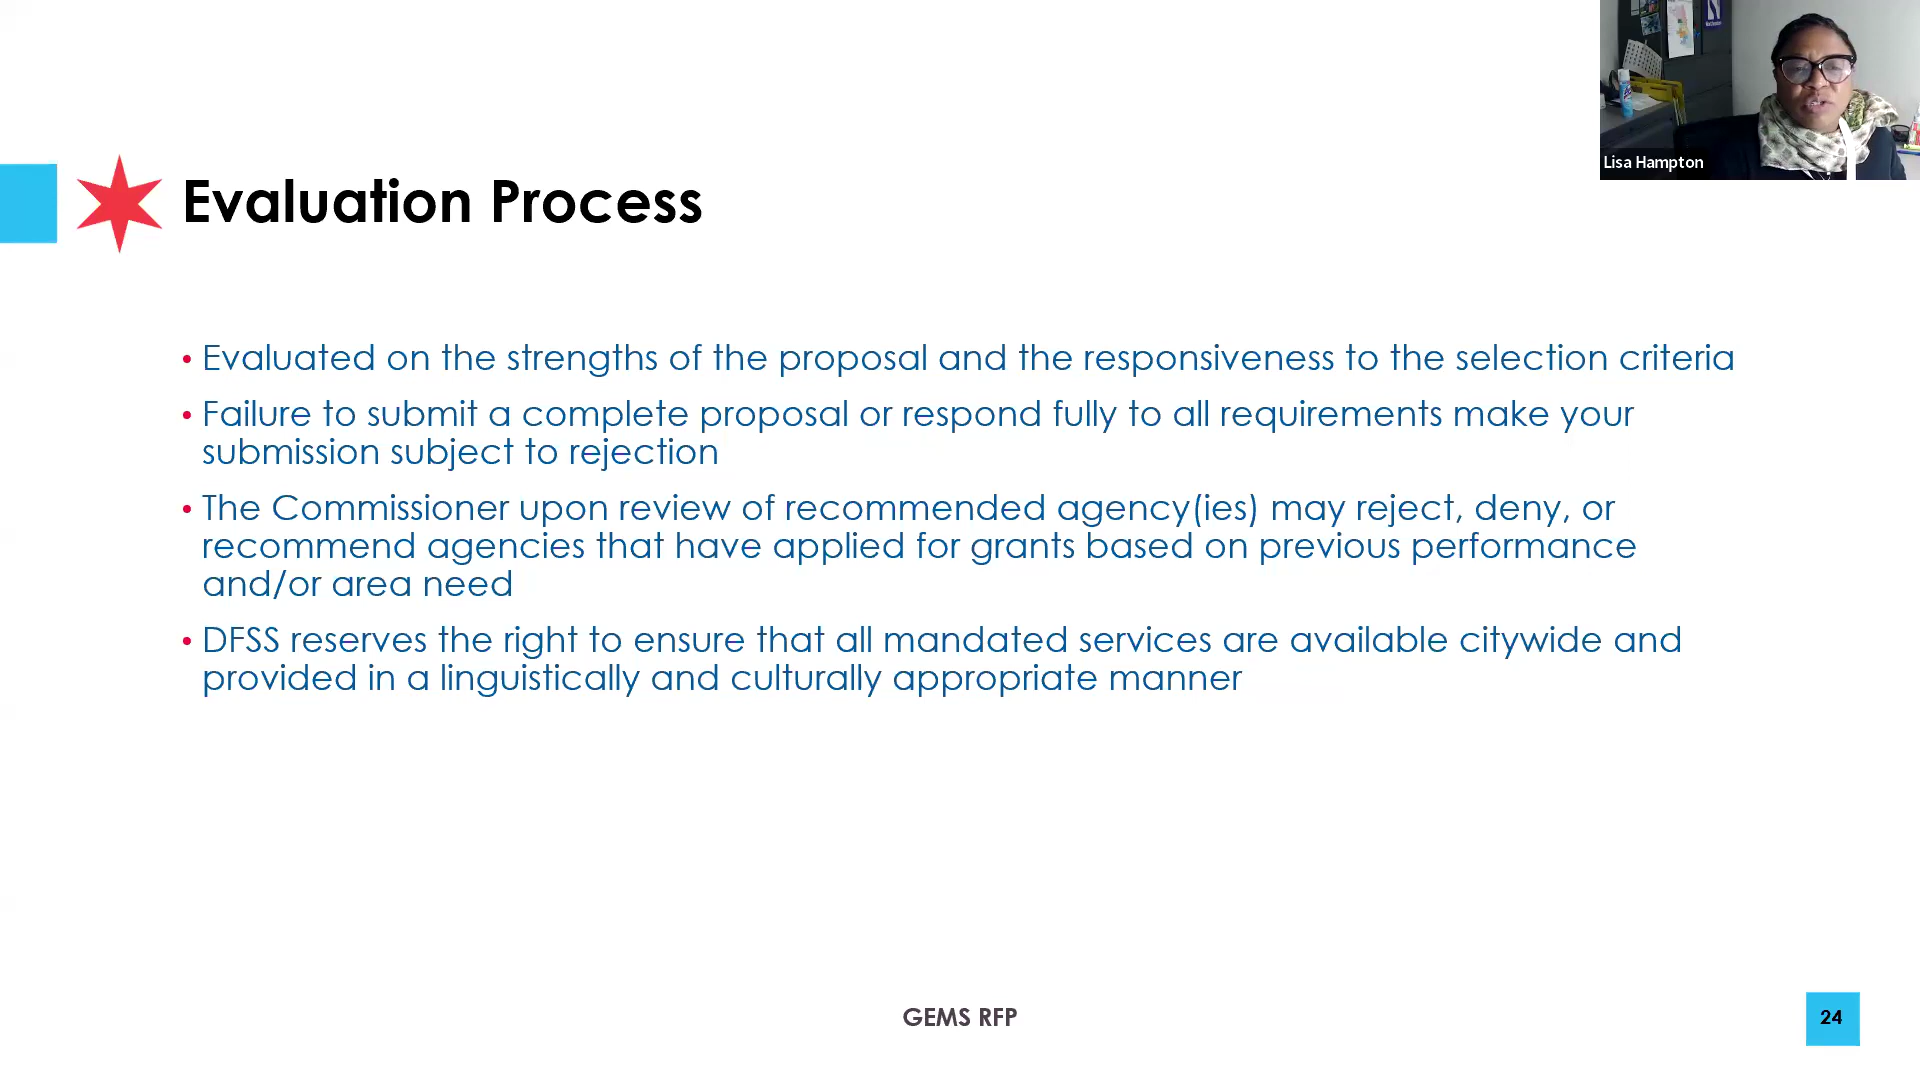 Lisa Hampton
Evaluation Process
• Evaluated on the strengths of the proposal and the responsiveness to the selection criteria
• Failure to submit a complete proposal or respond fully to all requirements make your
submission subject to rejection
• The Commissioner upon review of recommended agency(ies) may reject, deny, or
recommend agencies that have applied for grants based on previous performance
and/or area need
• DFSS reserves the right to ensure that all mandated services are available citywide and
provided in a linguistically and culturally appropriate manner
GEMS RFP
24